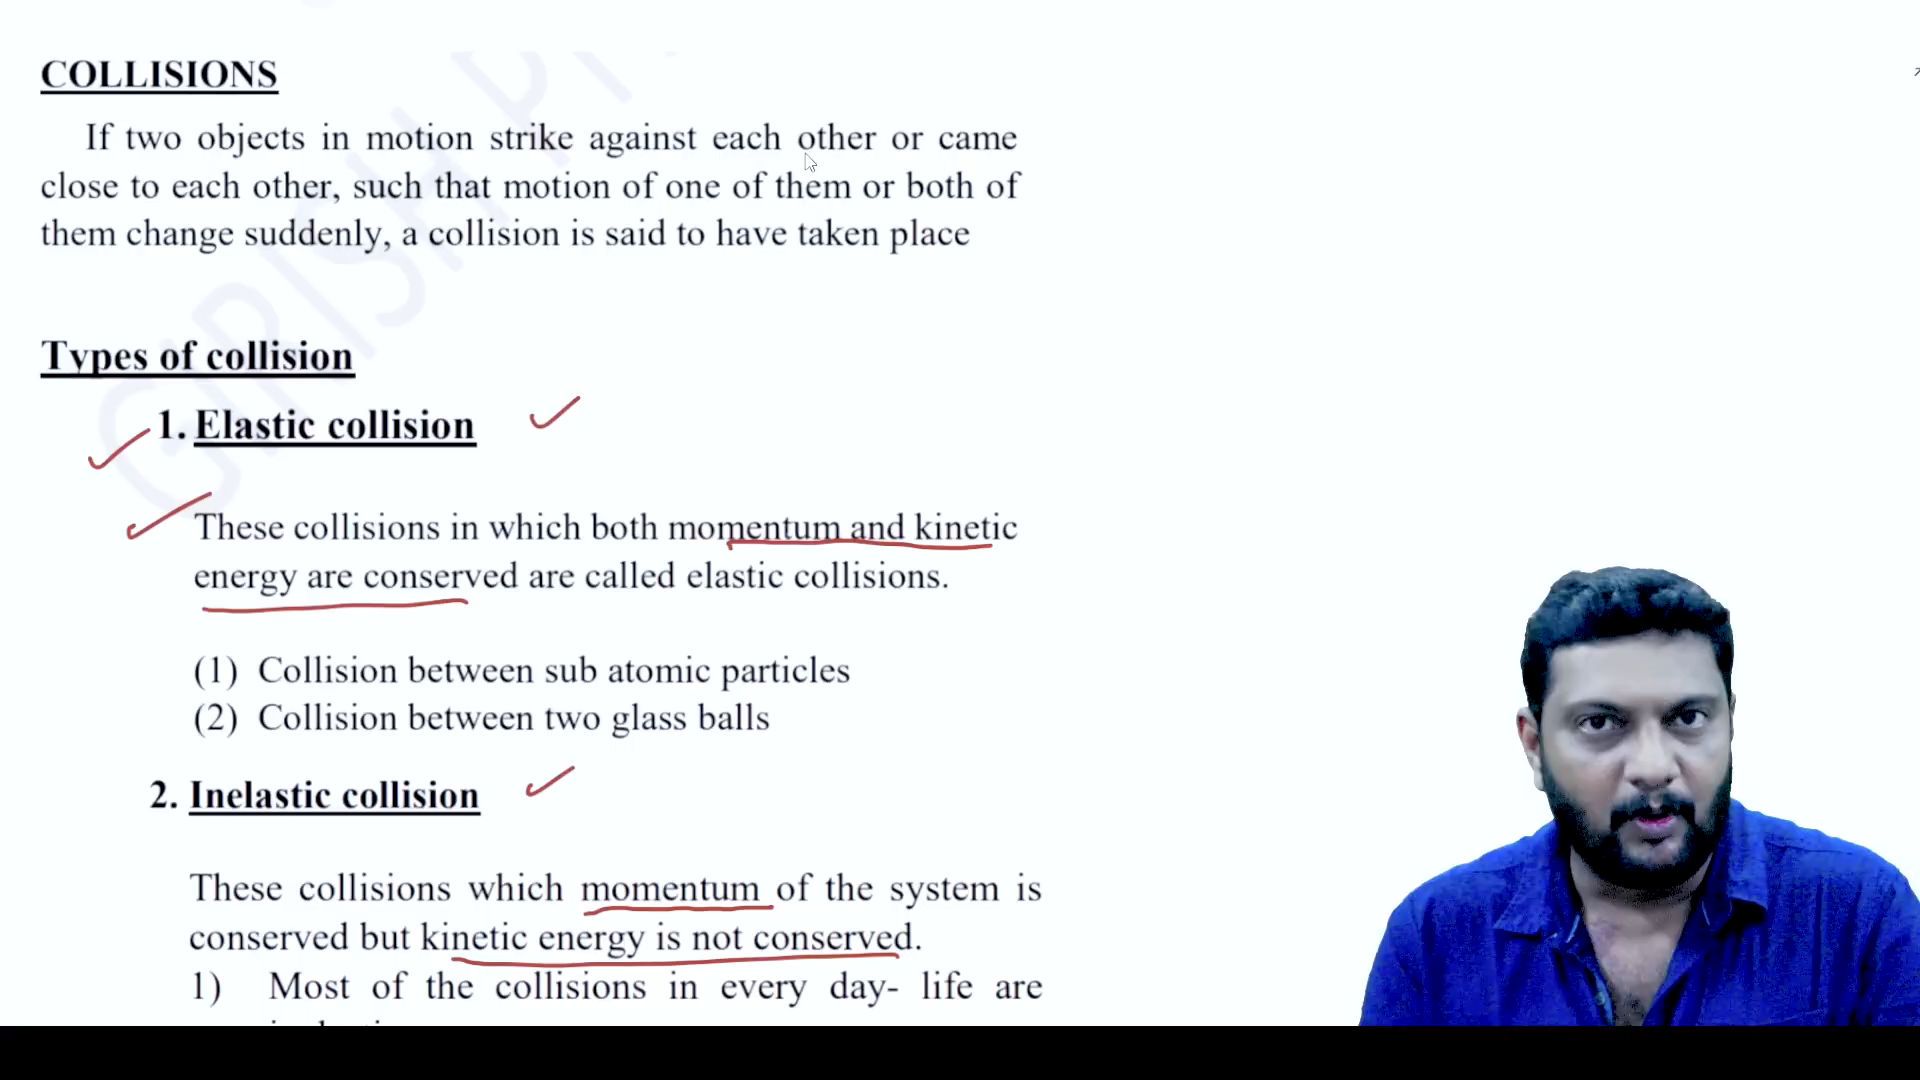 COLLISIONS
If two objects in motion strike against each other or came
close to each other, such that motion of one of them or both of
them change suddenly, a collision is said to have taken place
Types of collision
1. Elastic collision
These collisions in which both momentum and kinetic
energy are conserved are called elastic collisions.
(1) Collision between sub atomic particles
(2) Collision between two glass balls
2. Inelastic collision
These collisions which momentum of the system is
conserved but kinetic energy is not conserved.
1) Most of the collisions in every day- life are